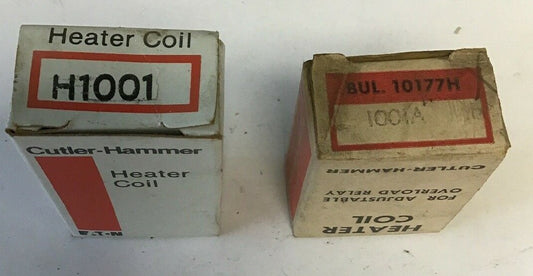 Heater Coil
H1001
Cutler-Hammer
Heater
Coil
E·T·N
BUL. 10177H
1001A
CUTLER-HAMMER
OVERLOAD RELAY
FOR ADJUSTABLE
COIL
HEATER